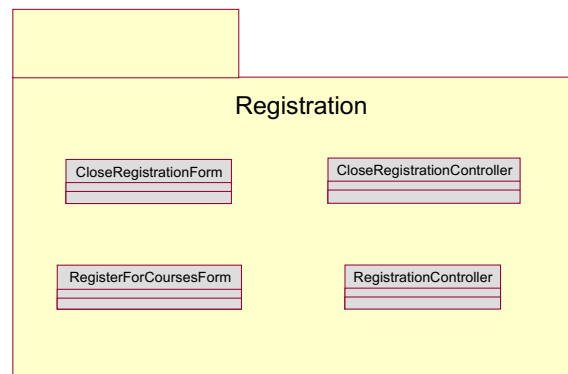 Registration
CloseRegistrationForm
CloseRegistrationController
RegisterForCoursesForm
RegistrationController